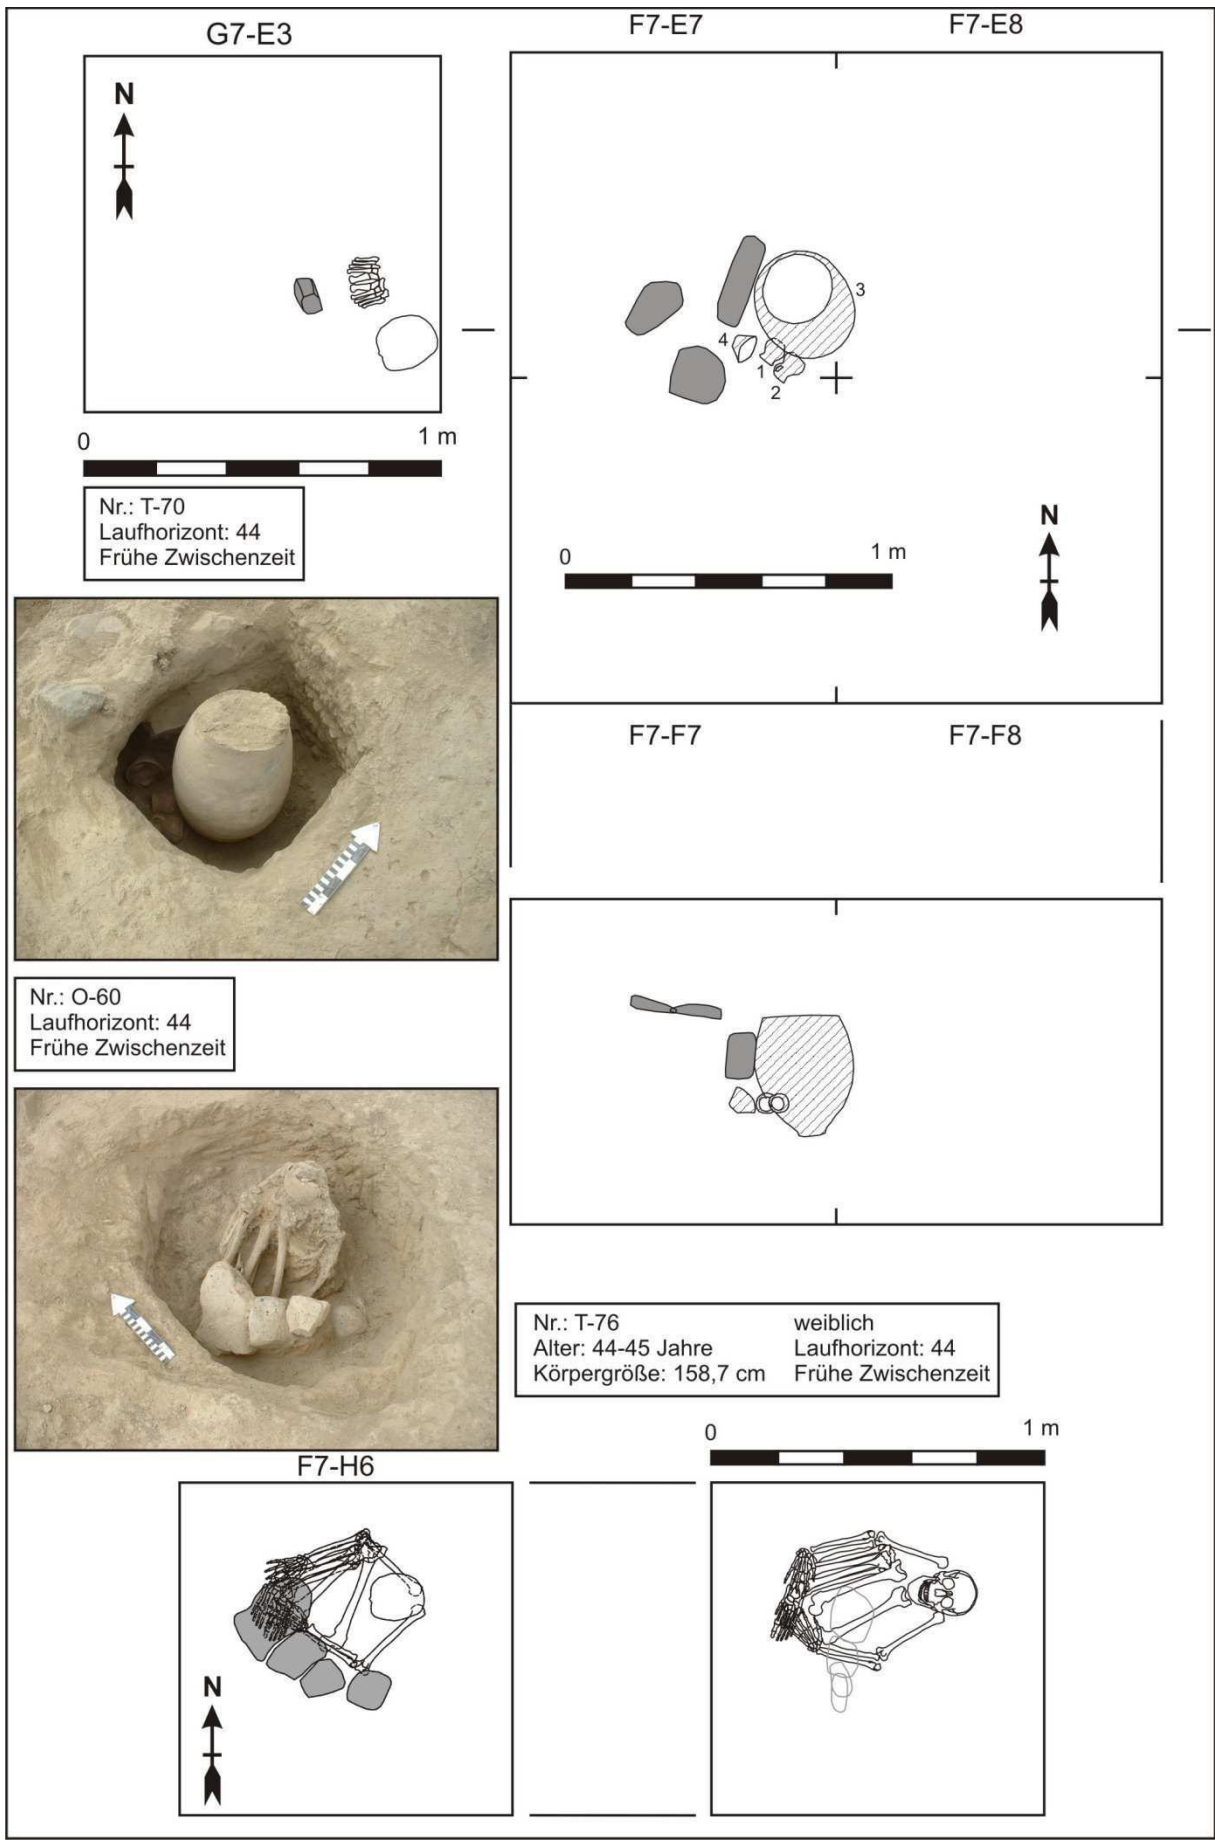 G7-E3
N
0 1 m
Nr.: T-70
Laufhorizont: 44
Frühe Zwischenzeit
F7-E7 F7-E8
3
4
1
2
N
0 1 m
F7-F7 F7-F8
Nr.: O-60
Laufhorizont: 44
Frühe Zwischenzeit
Nr.: T-76 weiblich
Alter: 44-45 Jahre Laufhorizont: 44
Körpergröße: 158,7 cm Frühe Zwischenzeit
0 1 m
F7-H6
N